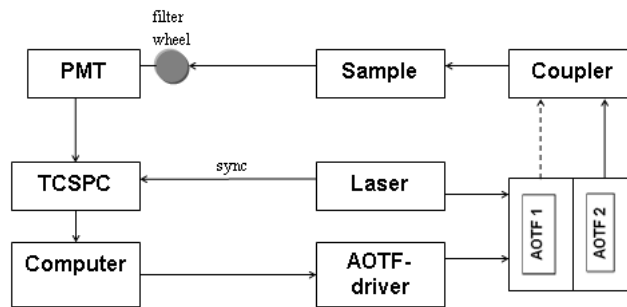 filter
wheel
PMT
Sample
Coupler
sync
TCSPC
Laser
AOTF 1
AOTF 2
Computer
AOTF-
driver